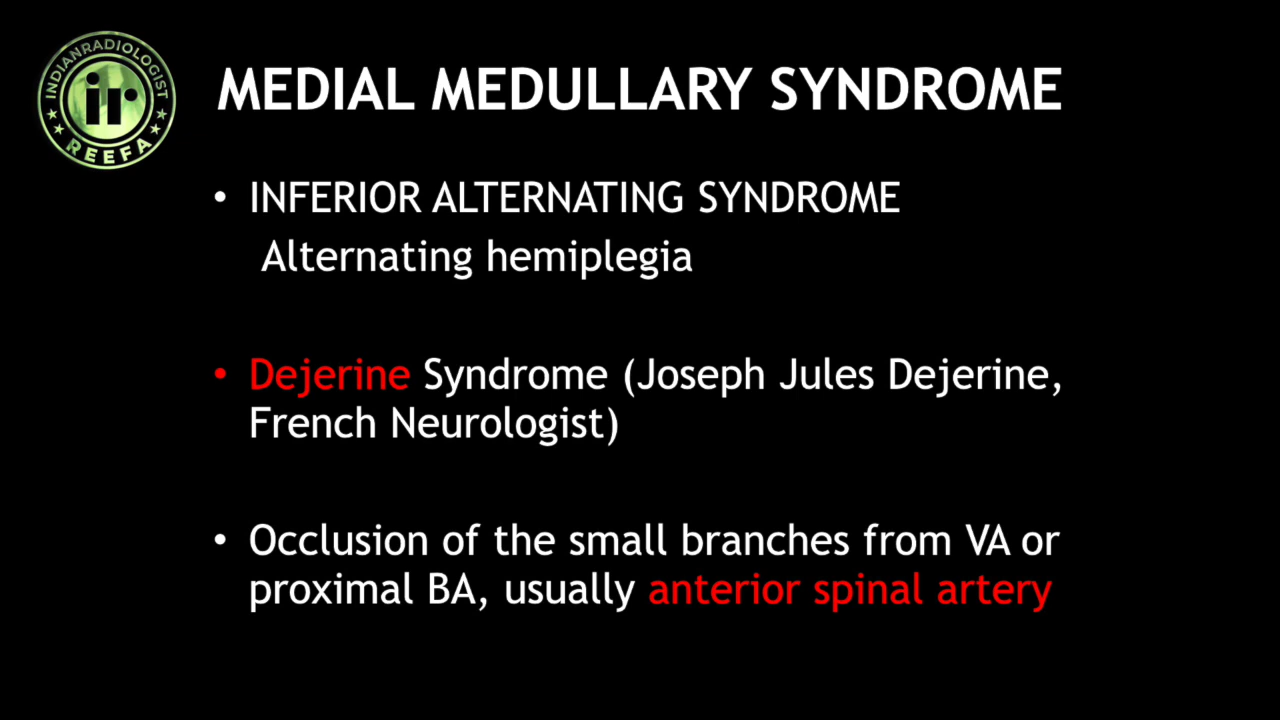 INDIANRADIOLOGIST
ir
REEFA
MEDIAL MEDULLARY SYNDROME
• INFERIOR ALTERNATING SYNDROME
Alternating hemiplegia
• Dejerine Syndrome (Joseph Jules Dejerine,
French Neurologist)
• Occlusion of the small branches from VA or
proximal BA, usually anterior spinal artery